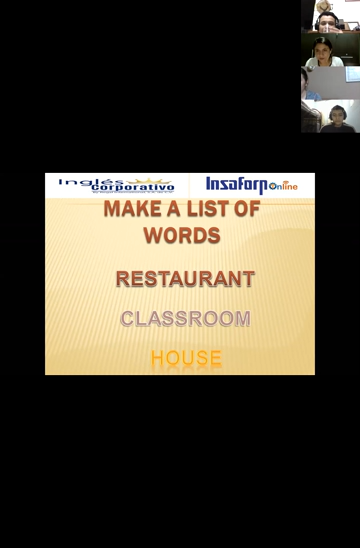 Inglés
corporativo
Insaforp Online
MAKE A LIST OF
WORDS
RESTAURANT
CLASSROOM
HOUSE